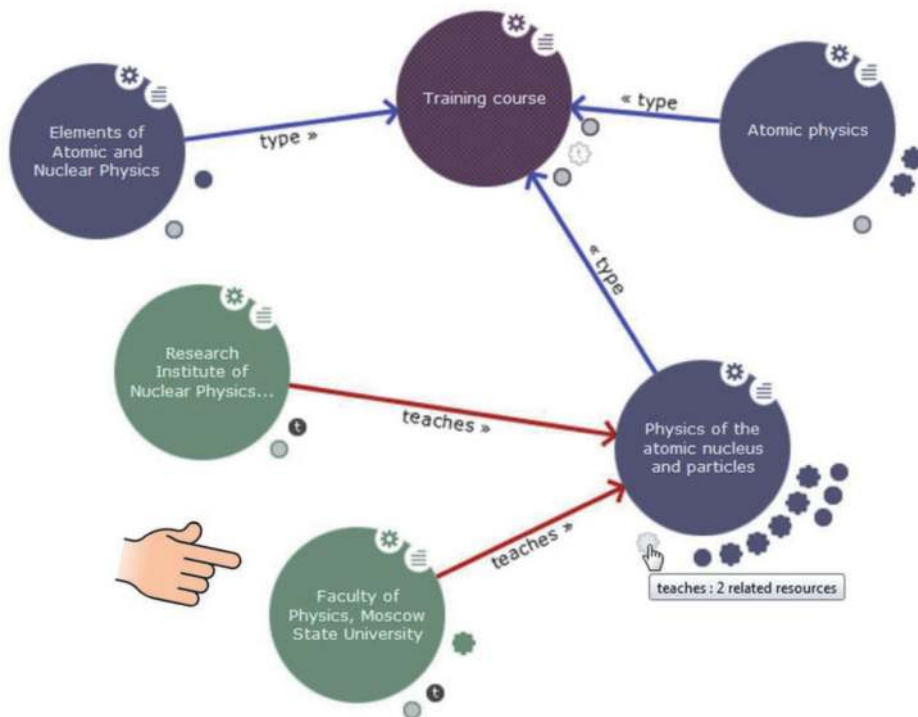 Training course
« type
Atomic physics
type »
Elements of
Atomic and
Nuclear Physics
t
« type
Research
Institute of
Nuclear Physics...
t
teaches »
Physics of the
atomic nucleus
and particles
teaches »
teaches : 2 related resources
Faculty of
Physics, Moscow
State University
t